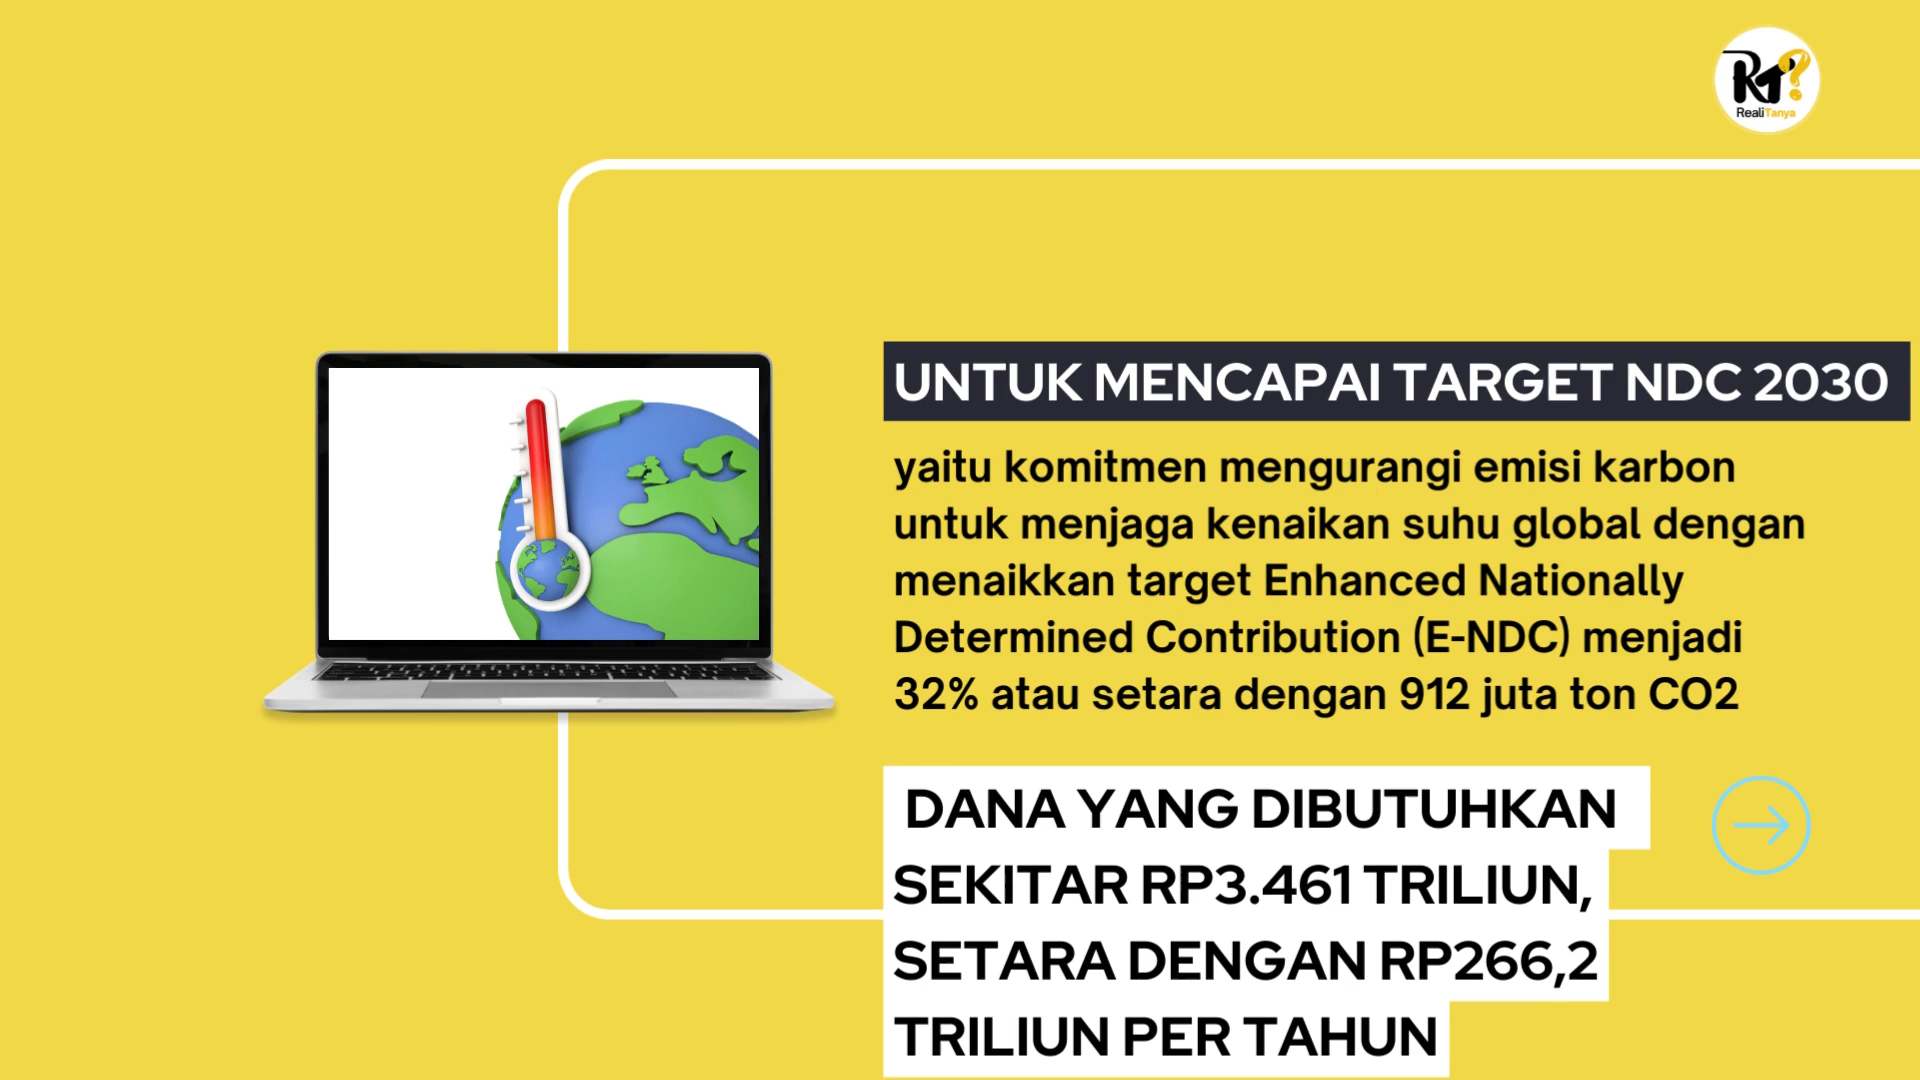 RT?
RealiTanya
UNTUK MENCAPAI TARGET NDC 2030
yaitu komitmen mengurangi emisi karbon
untuk menjaga kenaikan suhu global dengan
menaikkan target Enhanced Nationally
Determined Contribution (E-NDC) menjadi
32% atau setara dengan 912 juta ton CO2
DANA YANG DIBUTUHKAN
SEKITAR RP3.461 TRILIUN,
SETARA DENGAN RP266,2
TRILIUN PER TAHUN